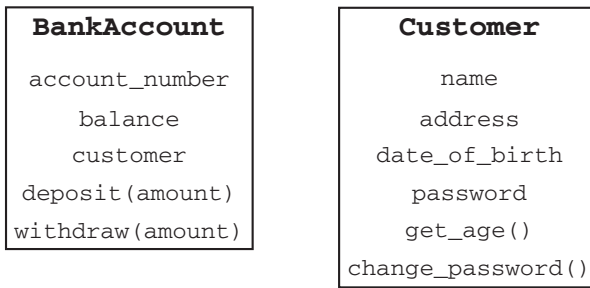 BankAccount
account_number
balance
customer
deposit(amount)
withdraw(amount)
Customer
name
address
date_of_birth
password
get_age()
change_password()